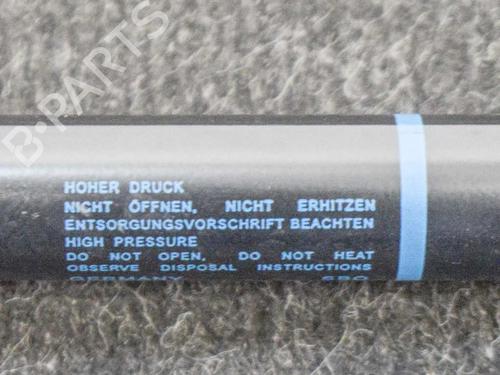 B·PARTS
HOHER DRUCK
NICHT ÖFFNEN, NICHT ERHITZEN
ENTSORGUNGSVORSCHRIFT BEACHTEN
HIGH PRESSURE
DO NOT OPEN, DO NOT HEAT
OBSERVE DISPOSAL INSTRUCTIONS
GERMANY